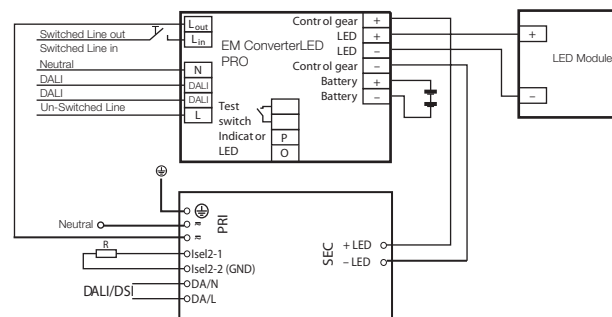 Switched Line out
Switched Line in
Neutral
DALI
DALI
Un-Switched Line
Lout
Lin
N
DALI
DALI
L
EM ConverterLED
PRO
Test
switch
Indicator
LED
P
O
Control gear +
LED +
LED –
Control gear –
Battery +
Battery –
+
–
LED Module
Neutral
R
DALI/DSI
≈
≈
PRI
Isel2-1
Isel2-2 (GND)
DA/N
DA/L
SEC
+ LED
– LED